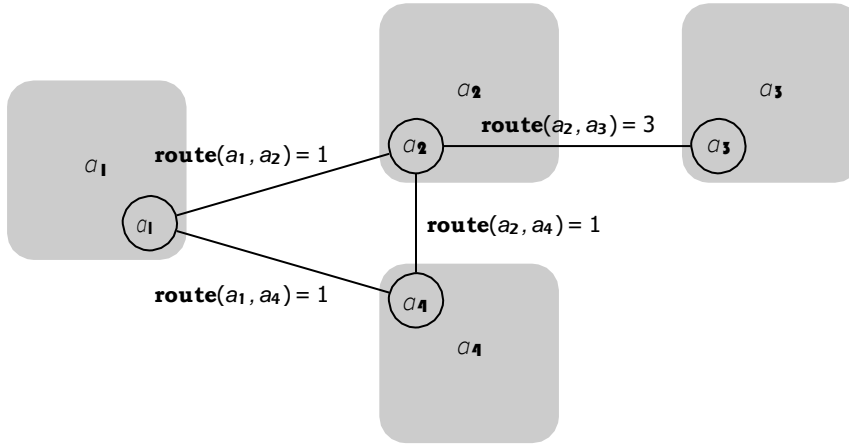 a₂
a₃
route(a₂, a₃) = 3
a₂
a₃
route(a₁, a₂) = 1
a₁
a₁
route(a₂, a₄) = 1
route(a₁, a₄) = 1
a₄
a₄